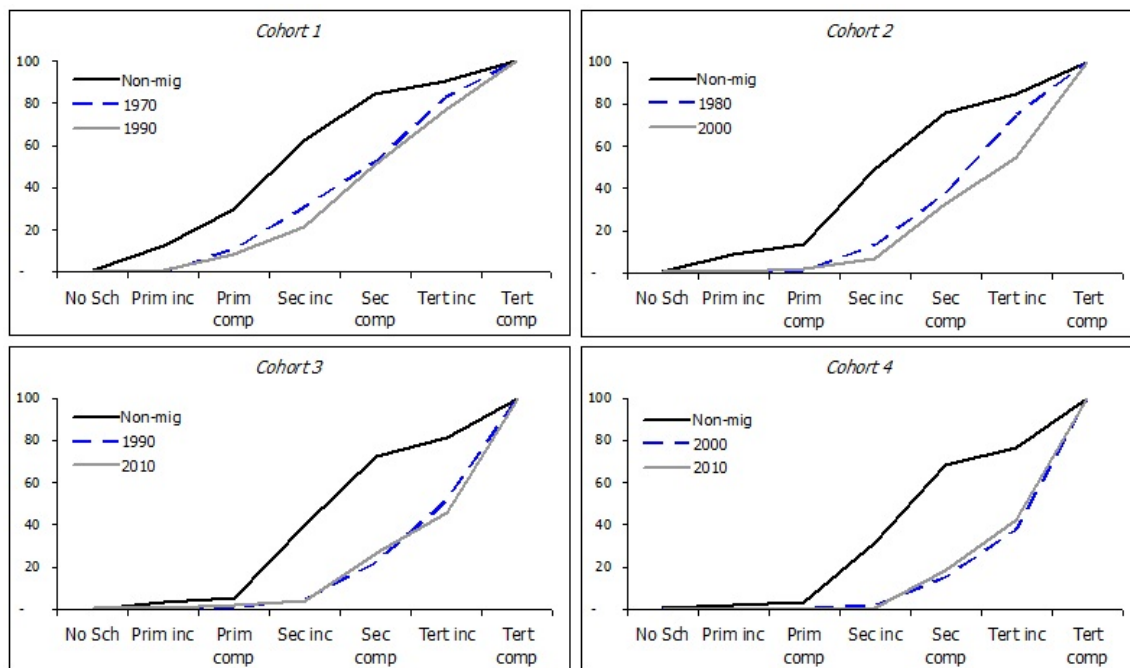 Cohort 1
100
80
60
40
20
-
Non-mig
1970
1990
No Sch Prim inc Prim comp Sec inc Sec comp Tert inc Tert comp
Cohort 2
100
80
60
40
20
-
Non-mig
1980
2000
No Sch Prim inc Prim comp Sec inc Sec comp Tert inc Tert comp
Cohort 3
100
80
60
40
20
-
Non-mig
1990
2010
No Sch Prim inc Prim comp Sec inc Sec comp Tert inc Tert comp
Cohort 4
100
80
60
40
20
-
Non-mig
2000
2010
No Sch Prim inc Prim comp Sec inc Sec comp Tert inc Tert comp